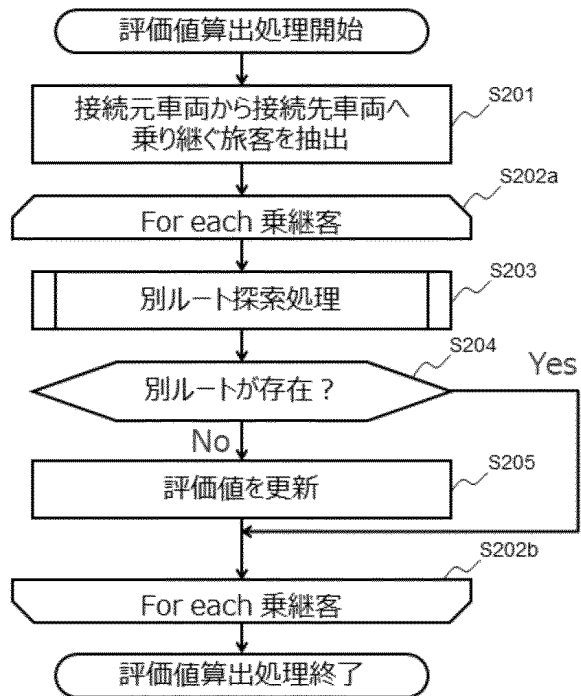 評価値算出処理開始
S201
接続元車両から接続先車両へ
乗り継ぐ旅客を抽出
S202a
For each 乗継客
S203
別ルート探索処理
S204
別ルートが存在？
Yes
No
S205
評価値を更新
S202b
For each 乗継客
評価値算出処理終了